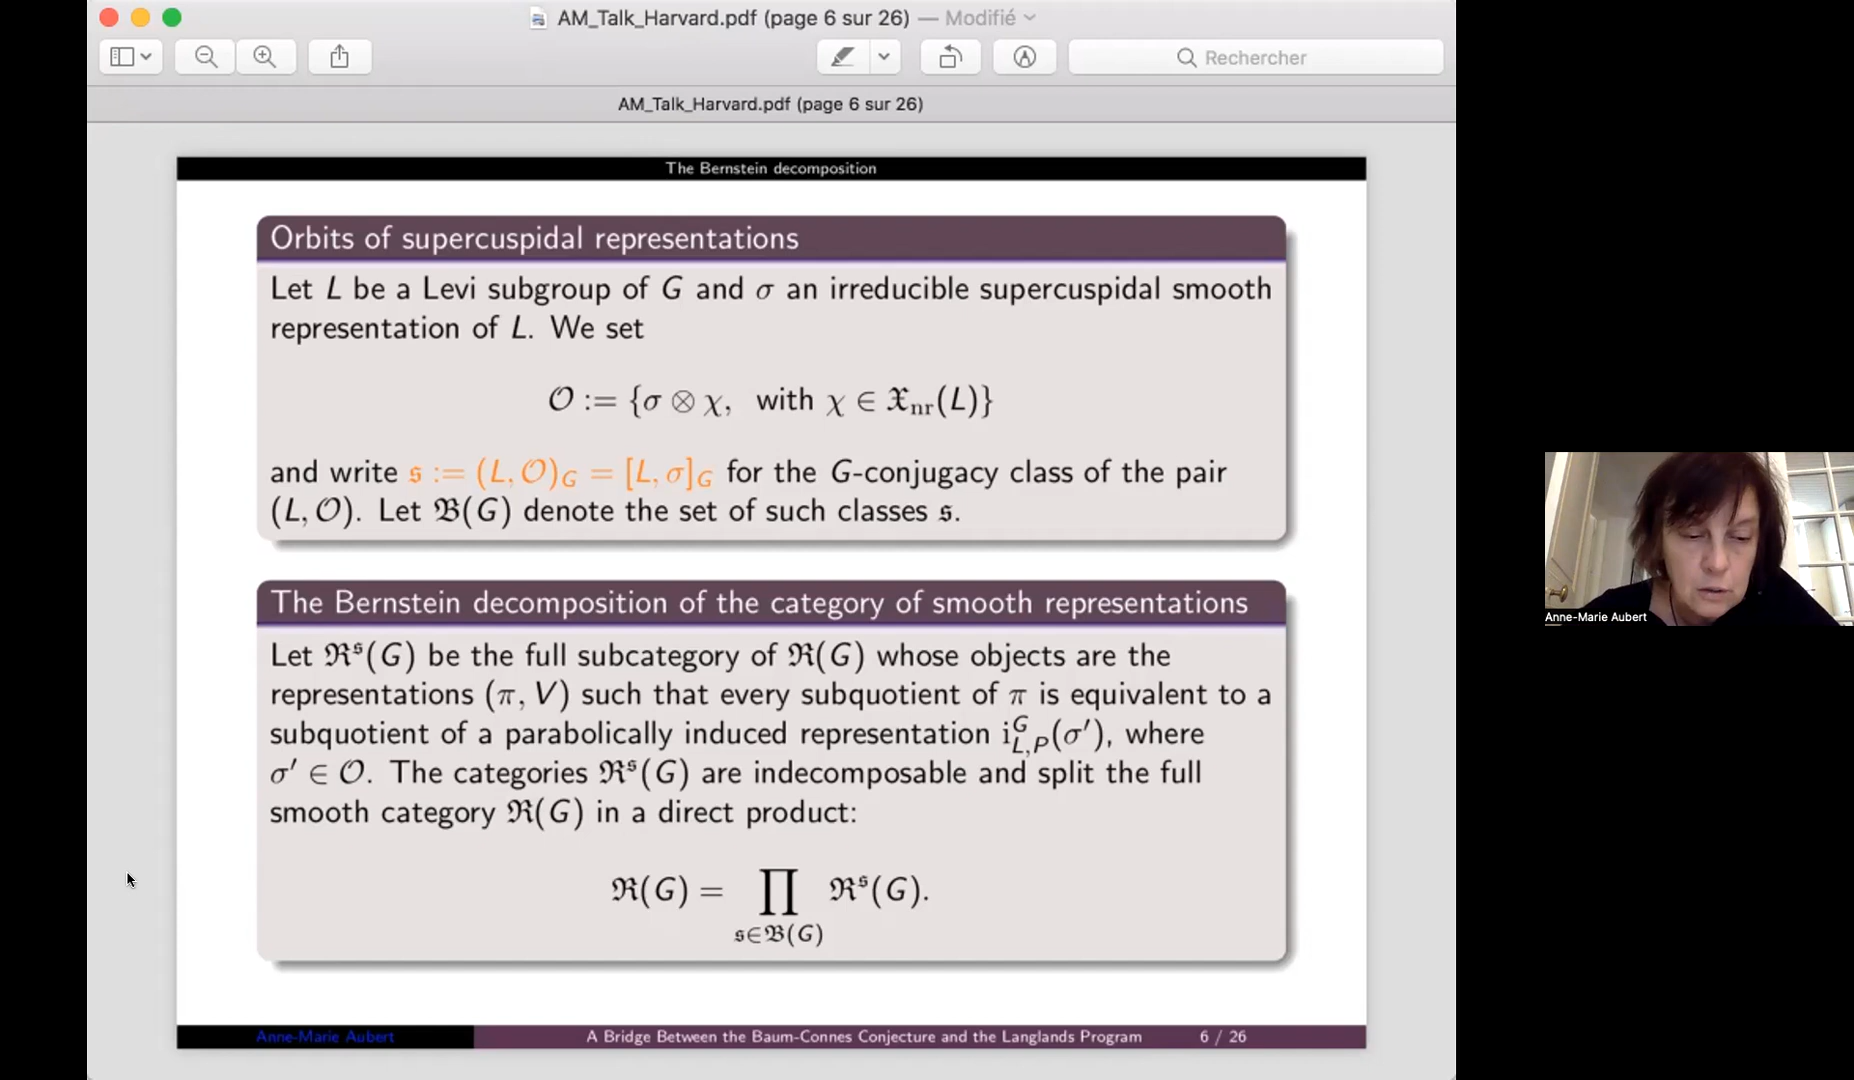 AM_Talk_Harvard.pdf (page 6 sur 26) — Modifié
Rechercher
AM_Talk_Harvard.pdf (page 6 sur 26)
The Bernstein decomposition
Orbits of supercuspidal representations
Let L be a Levi subgroup of G and σ an irreducible supercuspidal smooth
representation of L. We set
𝒪 := {σ ⊗ χ, with χ ∈ 𝔛nr(L)}
and write 𝔰 := (L, 𝒪)G = [L, σ]G for the G-conjugacy class of the pair
(L, 𝒪). Let 𝔅(G) denote the set of such classes 𝔰.
The Bernstein decomposition of the category of smooth representations
Let ℜ^𝔰(G) be the full subcategory of ℜ(G) whose objects are the
representations (π, V) such that every subquotient of π is equivalent to a
subquotient of a parabolically induced representation i^G_{L,P}(σ′), where
σ′ ∈ 𝒪. The categories ℜ^𝔰(G) are indecomposable and split the full
smooth category ℜ(G) in a direct product:
ℜ(G) = ∏ ℜ^𝔰(G).
𝔰∈𝔅(G)
Anne-Marie Aubert
Anne-Marie Aubert A Bridge Between the Baum-Connes Conjecture and the Langlands Program 6 / 26